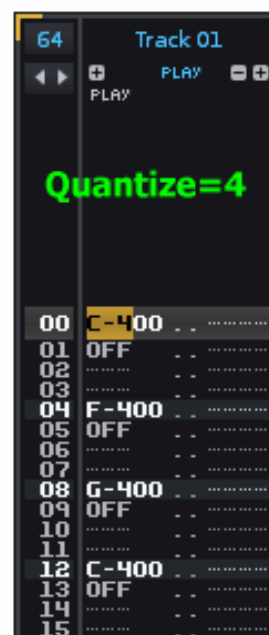 64 Track 01
PLAY
PLAY
Quantize=4
00 C-400 ..
01 OFF ..
02 ..
03 ..
04 F-400 ..
05 OFF ..
06 ..
07 ..
08 G-400 ..
09 OFF ..
10 ..
11 ..
12 C-400 ..
13 OFF ..
14 ..
15 ..